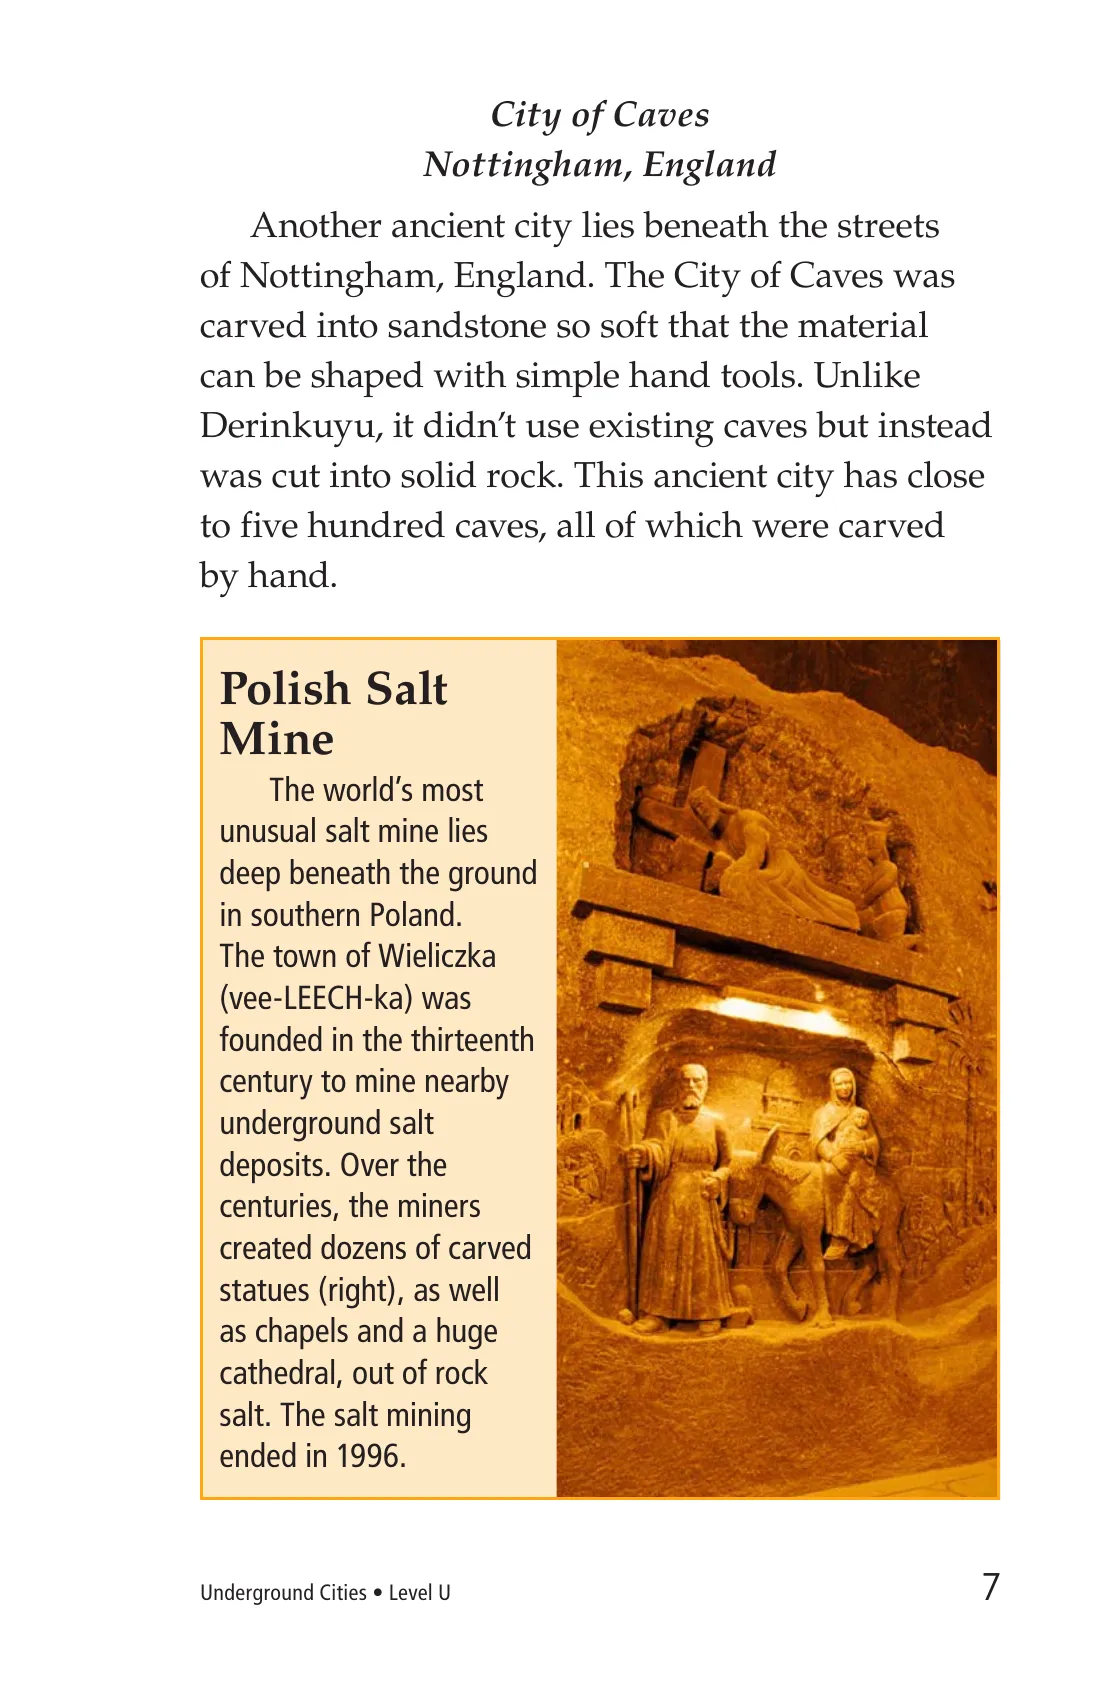 City of Caves
Nottingham, England
Another ancient city lies beneath the streets
of Nottingham, England. The City of Caves was
carved into sandstone so soft that the material
can be shaped with simple hand tools. Unlike
Derinkuyu, it didn’t use existing caves but instead
was cut into solid rock. This ancient city has close
to five hundred caves, all of which were carved
by hand.
Polish Salt
Mine
The world’s most
unusual salt mine lies
deep beneath the ground
in southern Poland.
The town of Wieliczka
(vee-LEECH-ka) was
founded in the thirteenth
century to mine nearby
underground salt
deposits. Over the
centuries, the miners
created dozens of carved
statues (right), as well
as chapels and a huge
cathedral, out of rock
salt. The salt mining
ended in 1996.
Underground Cities • Level U
7